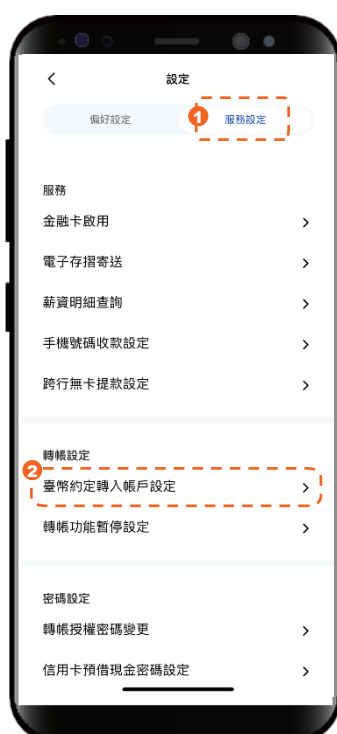 設定
偏好設定
1
服務設定
服務
金融卡啟用
電子存摺寄送
薪資明細查詢
手機號碼收款設定
跨行無卡提款設定
轉帳設定
2
臺幣約定轉入帳戶設定
轉帳功能暫停設定
密碼設定
轉帳授權密碼變更
信用卡預借現金密碼設定